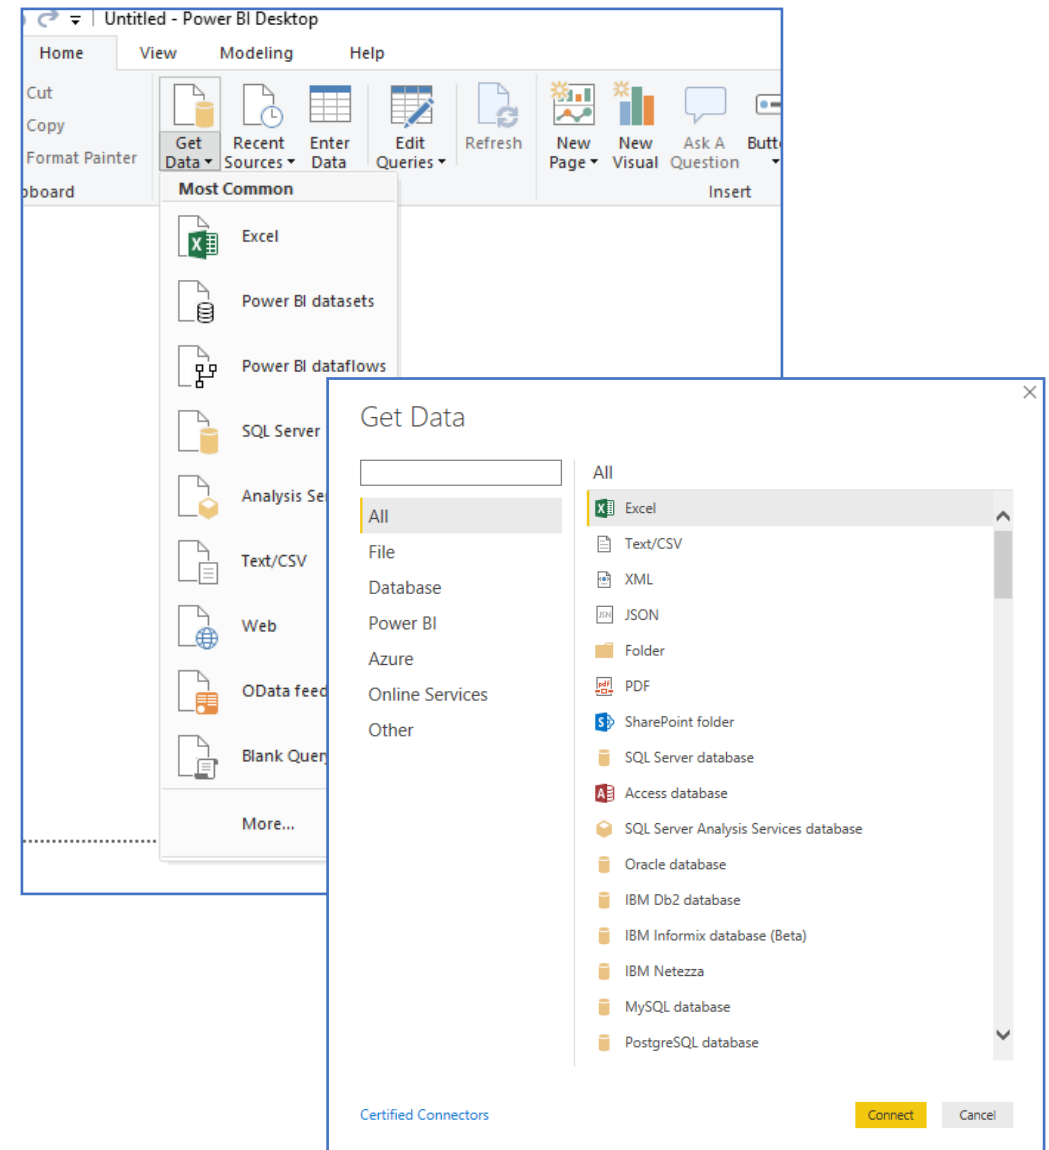 Untitled - Power BI Desktop
Home View Modeling Help
Cut
Copy
Format Painter
Get Data
Recent Sources
Enter Data
Edit Queries
Refresh
New Page
New Visual
Ask A Question
Insert
Most Common
Excel
Power BI datasets
Power BI dataflows
SQL Server
Analysis
Text/CSV
Web
OData feed
Blank
More...
Get Data
All
File
Database
Power BI
Azure
Online Services
Other
All
Excel
Text/CSV
XML
JSON
Folder
PDF
SharePoint folder
SQL Server database
Access database
SQL Server Analysis Services database
Oracle database
IBM Db2 database
IBM Informix database (Beta)
IBM Netezza
MySQL database
PostgreSQL database
Certified Connectors
Connect
Cancel